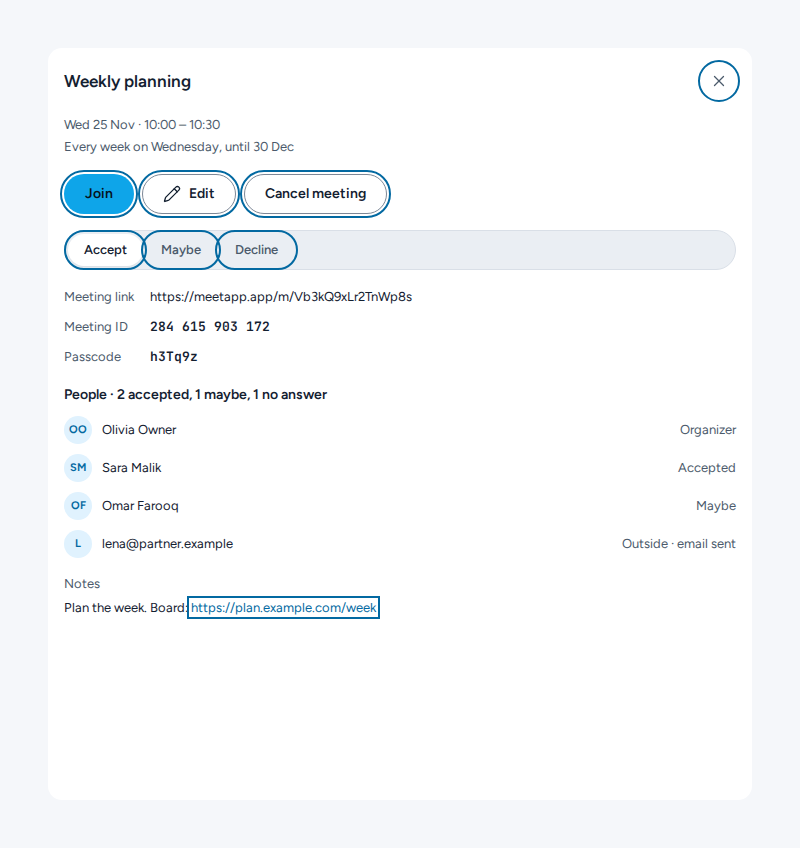 Weekly planning
Wed 25 Nov · 10:00 – 10:30
Every week on Wednesday, until 30 Dec
Join Edit Cancel meeting
Accept Maybe Decline
Meeting link https://meetapp.app/m/Vb3kQ9xLr2TnWp8s
Meeting ID 284 615 903 172
Passcode h3Tq9z
People · 2 accepted, 1 maybe, 1 no answer
OO Olivia Owner Organizer
SM Sara Malik Accepted
OF Omar Farooq Maybe
L lena@partner.example Outside · email sent
Notes
Plan the week. Board: https://plan.example.com/week